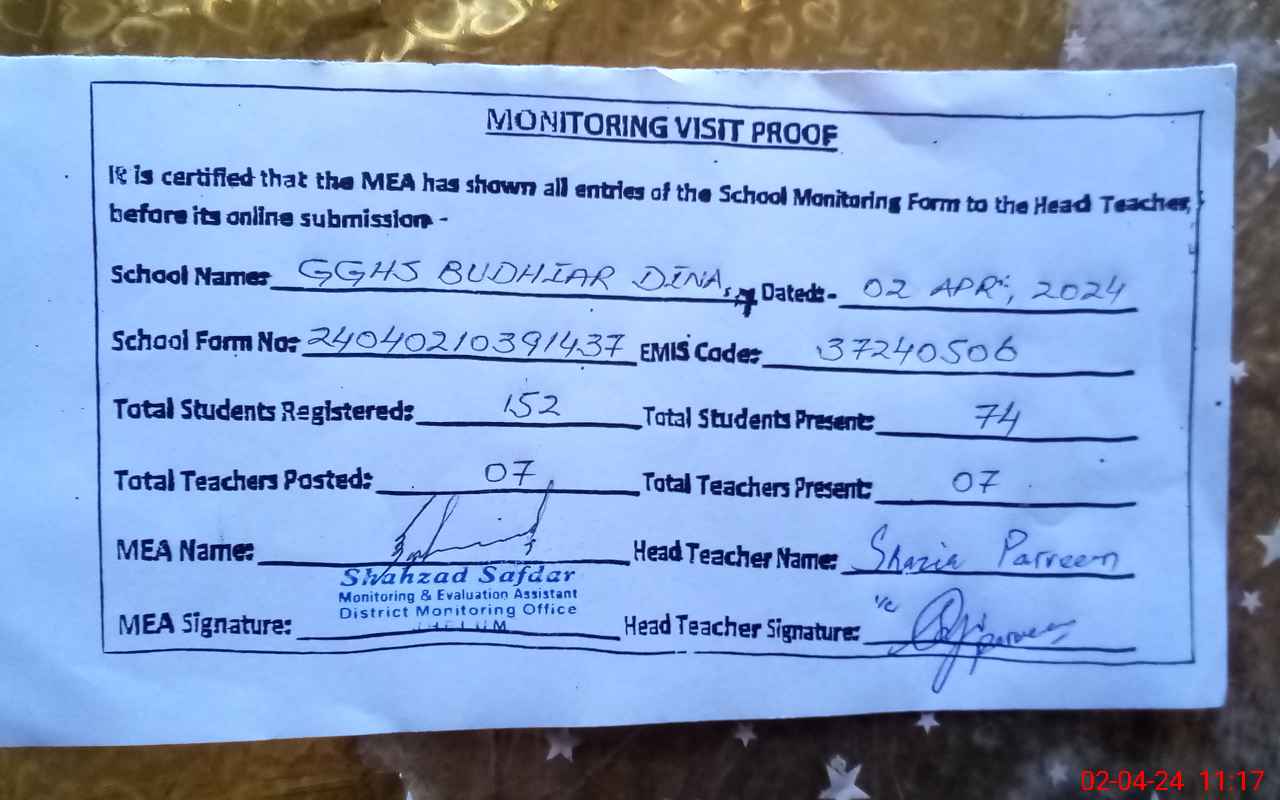 MONITORING VISIT PROOF
It is certified that the MEA has shown all entries of the School Monitoring Form to the Head Teacher,
before its online submission -
School Name: GGHS BUDHIAR DINA, Dated:- 02 APRi, 2024
School Form No: 24040210391437 EMIS Code: 37240506
Total Students Registered: 152 Total Students Present: 74
Total Teachers Posted: 07 Total Teachers Present: 07
MEA Name: Head Teacher Name: Shazia Parveen
Shahzad Safdar
Monitoring & Evaluation Assistant
District Monitoring Office
JHELUM
MEA Signature: Head Teacher Signature: I/C Parveen
02-04-24 11:17